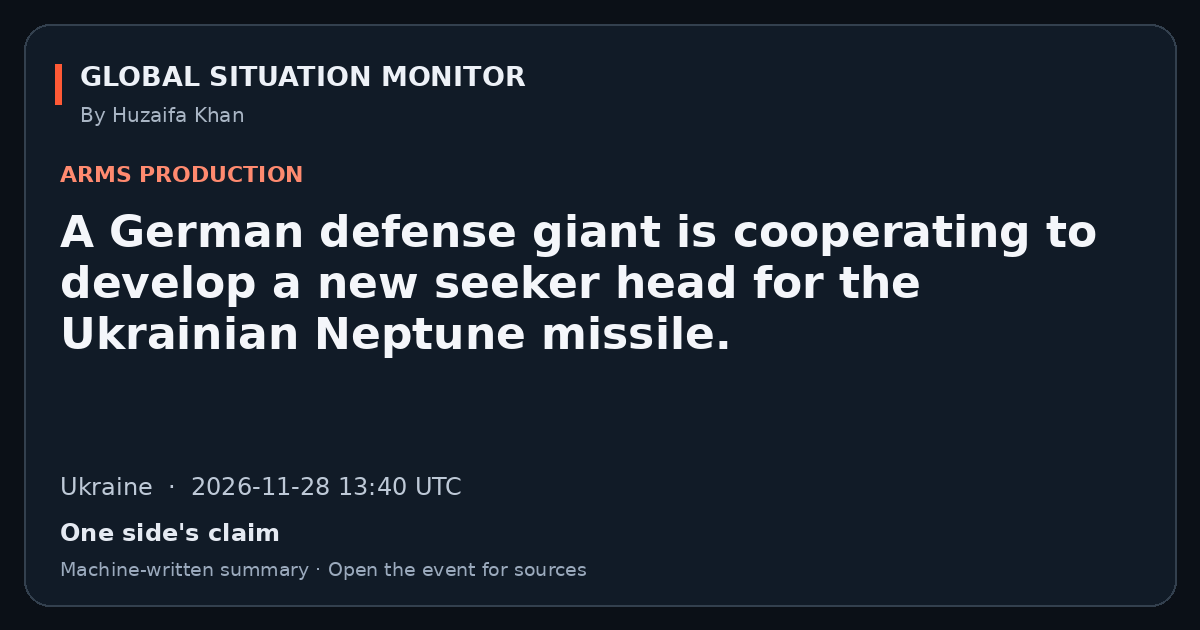 GLOBAL SITUATION MONITOR
By Huzaifa Khan
ARMS PRODUCTION
A German defense giant is cooperating to
develop a new seeker head for the
Ukrainian Neptune missile.
Ukraine · 2026-11-28 13:40 UTC
One side's claim
Machine-written summary · Open the event for sources